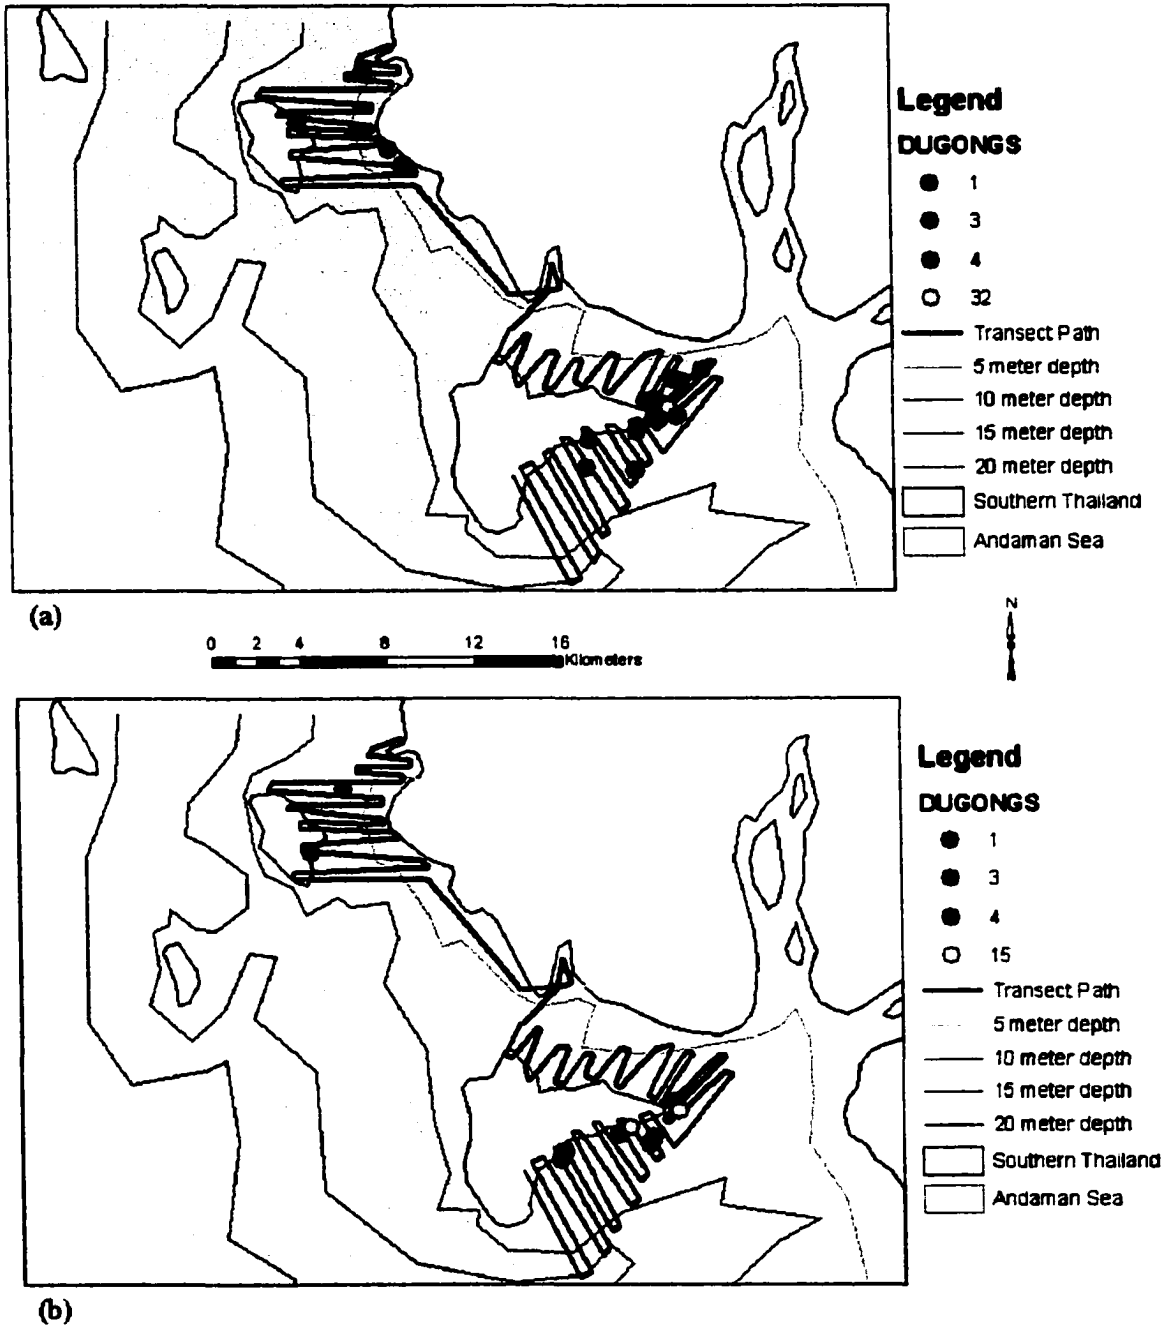 Legend
DUGONGS
1
3
4
32
Transect Path
5 meter depth
10 meter depth
15 meter depth
20 meter depth
Southern Thailand
Andaman Sea
(a)
N
0 2 4 8 12 16
Kilometers
Legend
DUGONGS
1
3
4
15
Transect Path
5 meter depth
10 meter depth
15 meter depth
20 meter depth
Southern Thailand
Andaman Sea
(b)